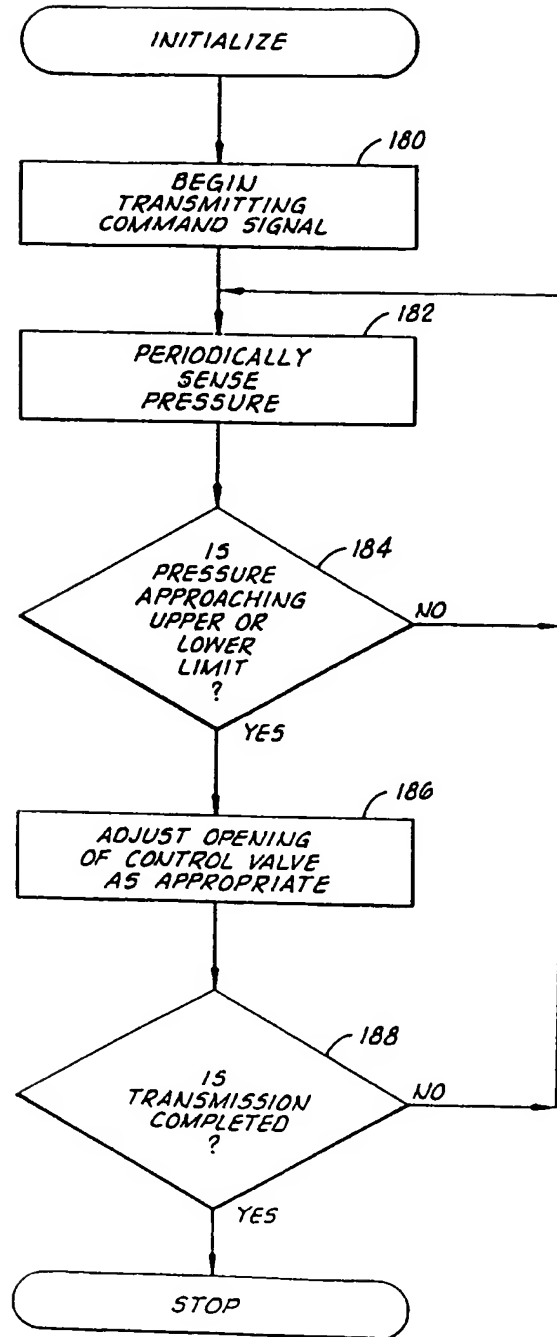 INITIALIZE
180
BEGIN
TRANSMITTING
COMMAND SIGNAL
182
PERIODICALLY
SENSE
PRESSURE
184
IS
PRESSURE
APPROACHING
UPPER OR
LOWER
LIMIT
?
NO
YES
186
ADJUST OPENING
OF CONTROL VALVE
AS APPROPRIATE
188
IS
TRANSMISSION
COMPLETED
?
NO
YES
STOP